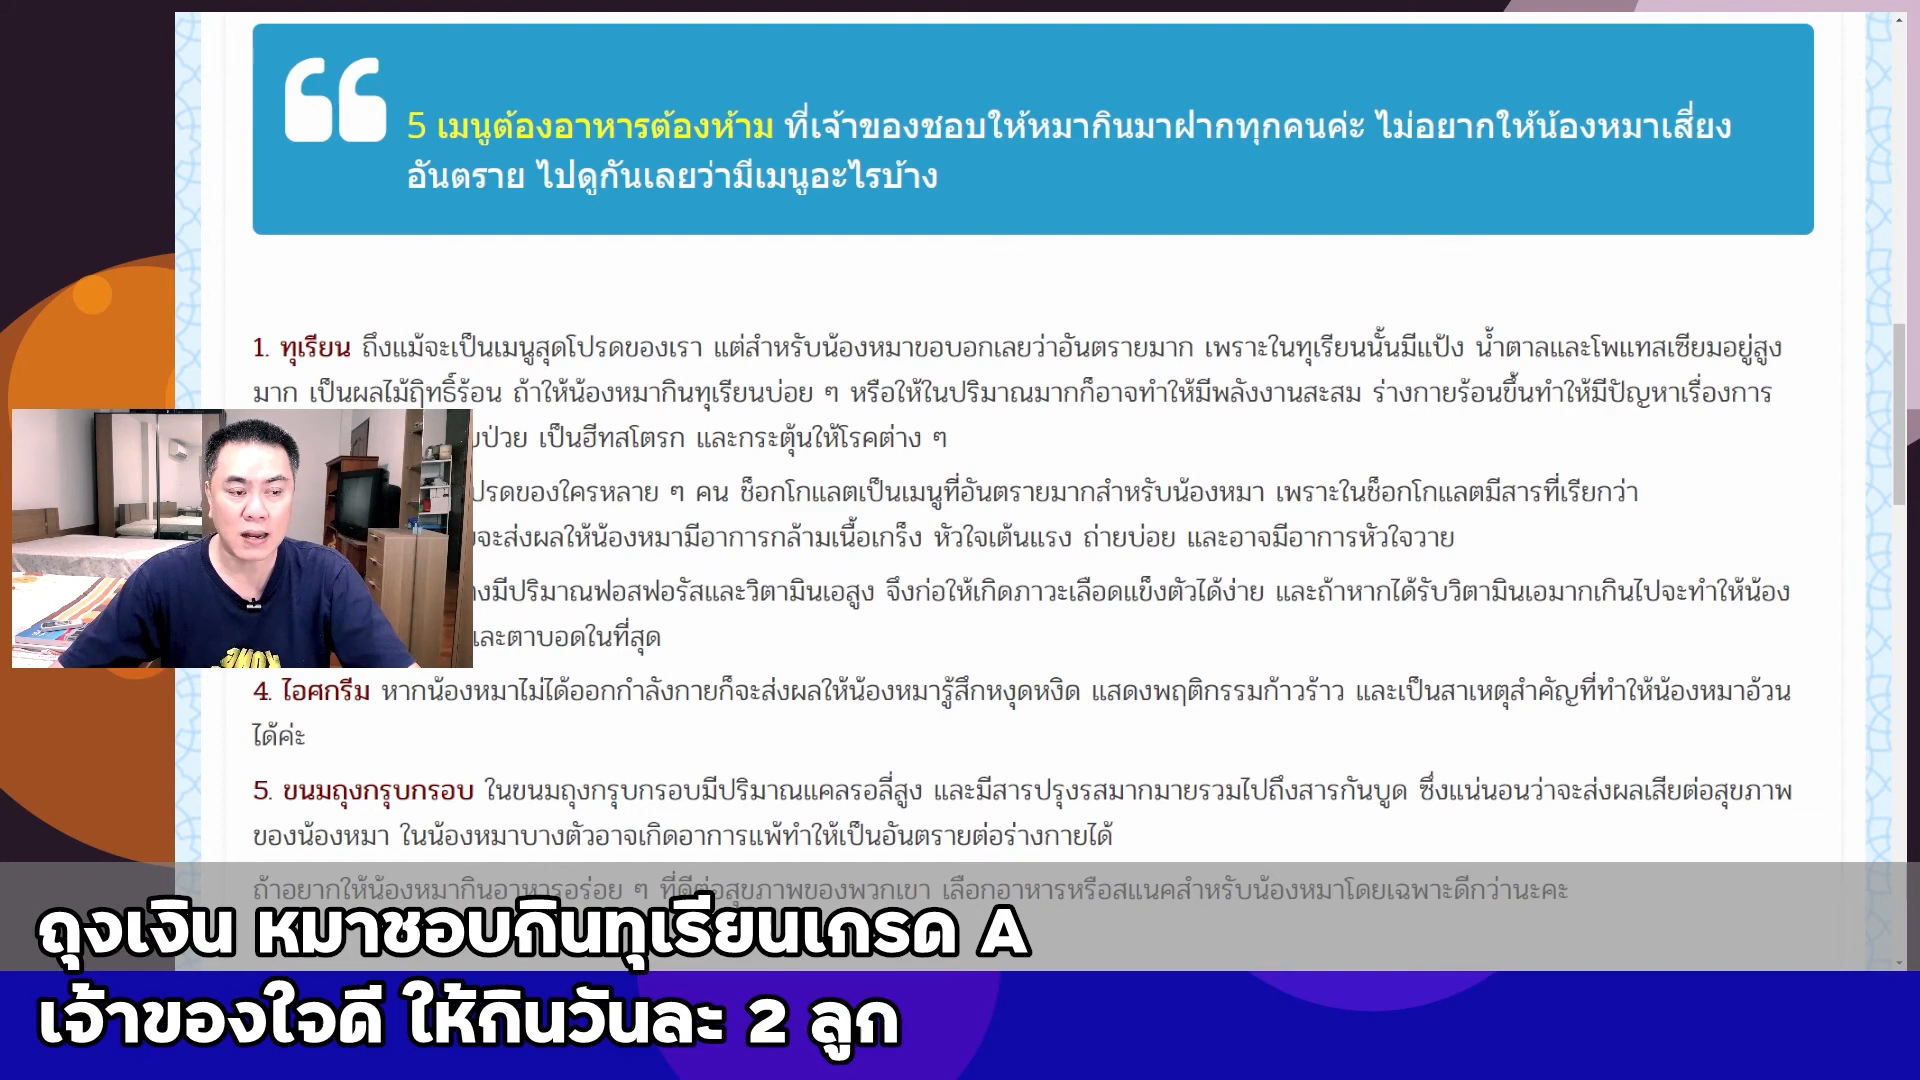 5 เมนูต้องอาหารต้องห้าม ที่เจ้าของชอบให้หมากินมาฝากทุกคนค่ะ ไม่อยากให้น้องหมาเสี่ยง
อันตราย ไปดูกันเลยว่ามีเมนูอะไรบ้าง
1. ทุเรียน ถึงแม้จะเป็นเมนูสุดโปรดของเรา แต่สำหรับน้องหมาขอบอกเลยว่าอันตรายมาก เพราะในทุเรียนนั้นมีแป้ง น้ำตาลและโพแทสเซียมอยู่สูง
มาก เป็นผลไม้ฤิทธิ์ร้อน ถ้าให้น้องหมากินทุเรียนบ่อย ๆ หรือให้ในปริมาณมากก็อาจทำให้มีพลังงานสะสม ร่างกายร้อนขึ้นทำให้มีปัญหาเรื่องการ
ป่วย เป็นฮีทสโตรก และกระตุ้นให้โรคต่าง ๆ
ปรดของใครหลาย ๆ คน ช็อกโกแลตเป็นเมนูที่อันตรายมากสำหรับน้องหมา เพราะในช็อกโกแลตมีสารที่เรียกว่า
จะส่งผลให้น้องหมามีอาการกล้ามเนื้อเกร็ง หัวใจเต้นแรง ถ่ายบ่อย และอาจมีอาการหัวใจวาย
มีปริมาณฟอสฟอรัสและวิตามินเอสูง จึงก่อให้เกิดภาวะเลือดแข็งตัวได้ง่าย และถ้าหากได้รับวิตามินเอมากเกินไปจะทำให้น้อง
และตาบอดในที่สุด
4. ไอศกรีม หากน้องหมาไม่ได้ออกกำลังกายก็จะส่งผลให้น้องหมารู้สึกหงุดหงิด แสดงพฤติกรรมก้าวร้าว และเป็นสาเหตุสำคัญที่ทำให้น้องหมาอ้วน
ได้ค่ะ
5. ขนมถุงกรุบกรอบ ในขนมถุงกรุบกรอบมีปริมาณแคลรอลี่สูง และมีสารปรุงรสมากมายรวมไปถึงสารกันบูด ซึ่งแน่นอนว่าจะส่งผลเสียต่อสุขภาพ
ของน้องหมา ในน้องหมาบางตัวอาจเกิดอาการแพ้ทำให้เป็นอันตรายต่อร่างกายได้
ถ้าอยากให้น้องหมากินอาหารอร่อย ๆ ที่ดีต่อสุขภาพของพวกเขา เลือกอาหารหรือสแนคสำหรับน้องหมาโดยเฉพาะดีกว่านะคะ
ถุงเงิน หมาชอบกินทุเรียนเกรด A
เจ้าของใจดี ให้กินวันละ 2 ลูก